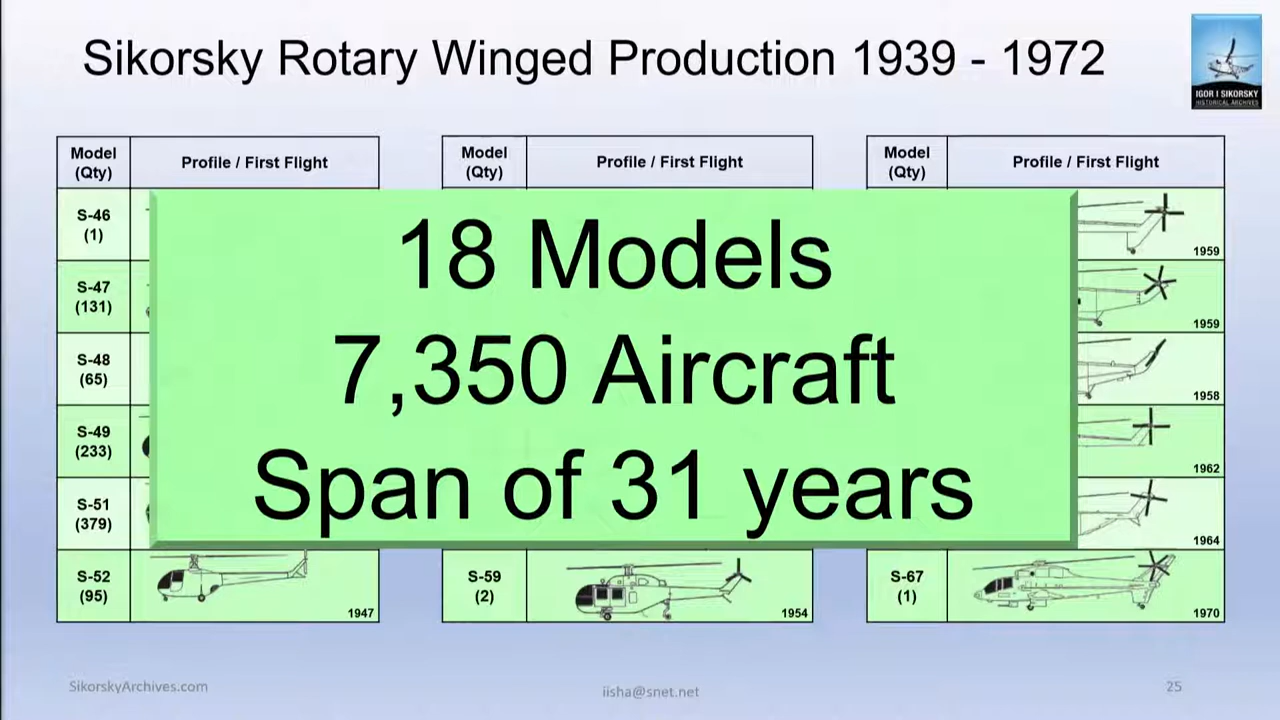 Sikorsky Rotary Winged Production 1939 - 1972
IGOR I SIKORSKY
HISTORICAL ARCHIVES
Model
(Qty)
Profile / First Flight
S-46
(1)
S-47
(131)
S-48
(65)
S-49
(233)
S-51
(379)
S-52
(95)
1947
Model
(Qty)
Profile / First Flight
S-59
(2)
1954
Model
(Qty)
Profile / First Flight
1959
1959
1958
1962
1964
S-67
(1)
1970
18 Models
7,350 Aircraft
Span of 31 years
SikorskyArchives.com
iisha@snet.net
25